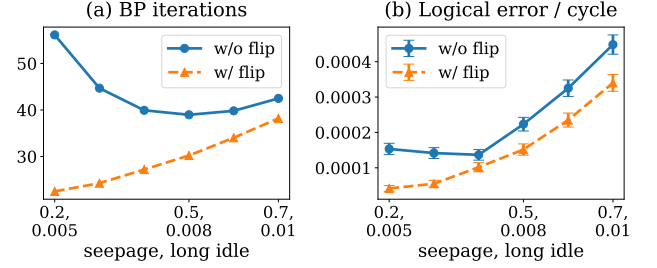 (a) BP iterations
w/o flip
w/ flip
50
40
30
0.2,
0.005
0.5,
0.008
0.7,
0.01
seepage, long idle
(b) Logical error / cycle
w/o flip
w/ flip
0.0004
0.0003
0.0002
0.0001
0.2,
0.005
0.5,
0.008
0.7,
0.01
seepage, long idle